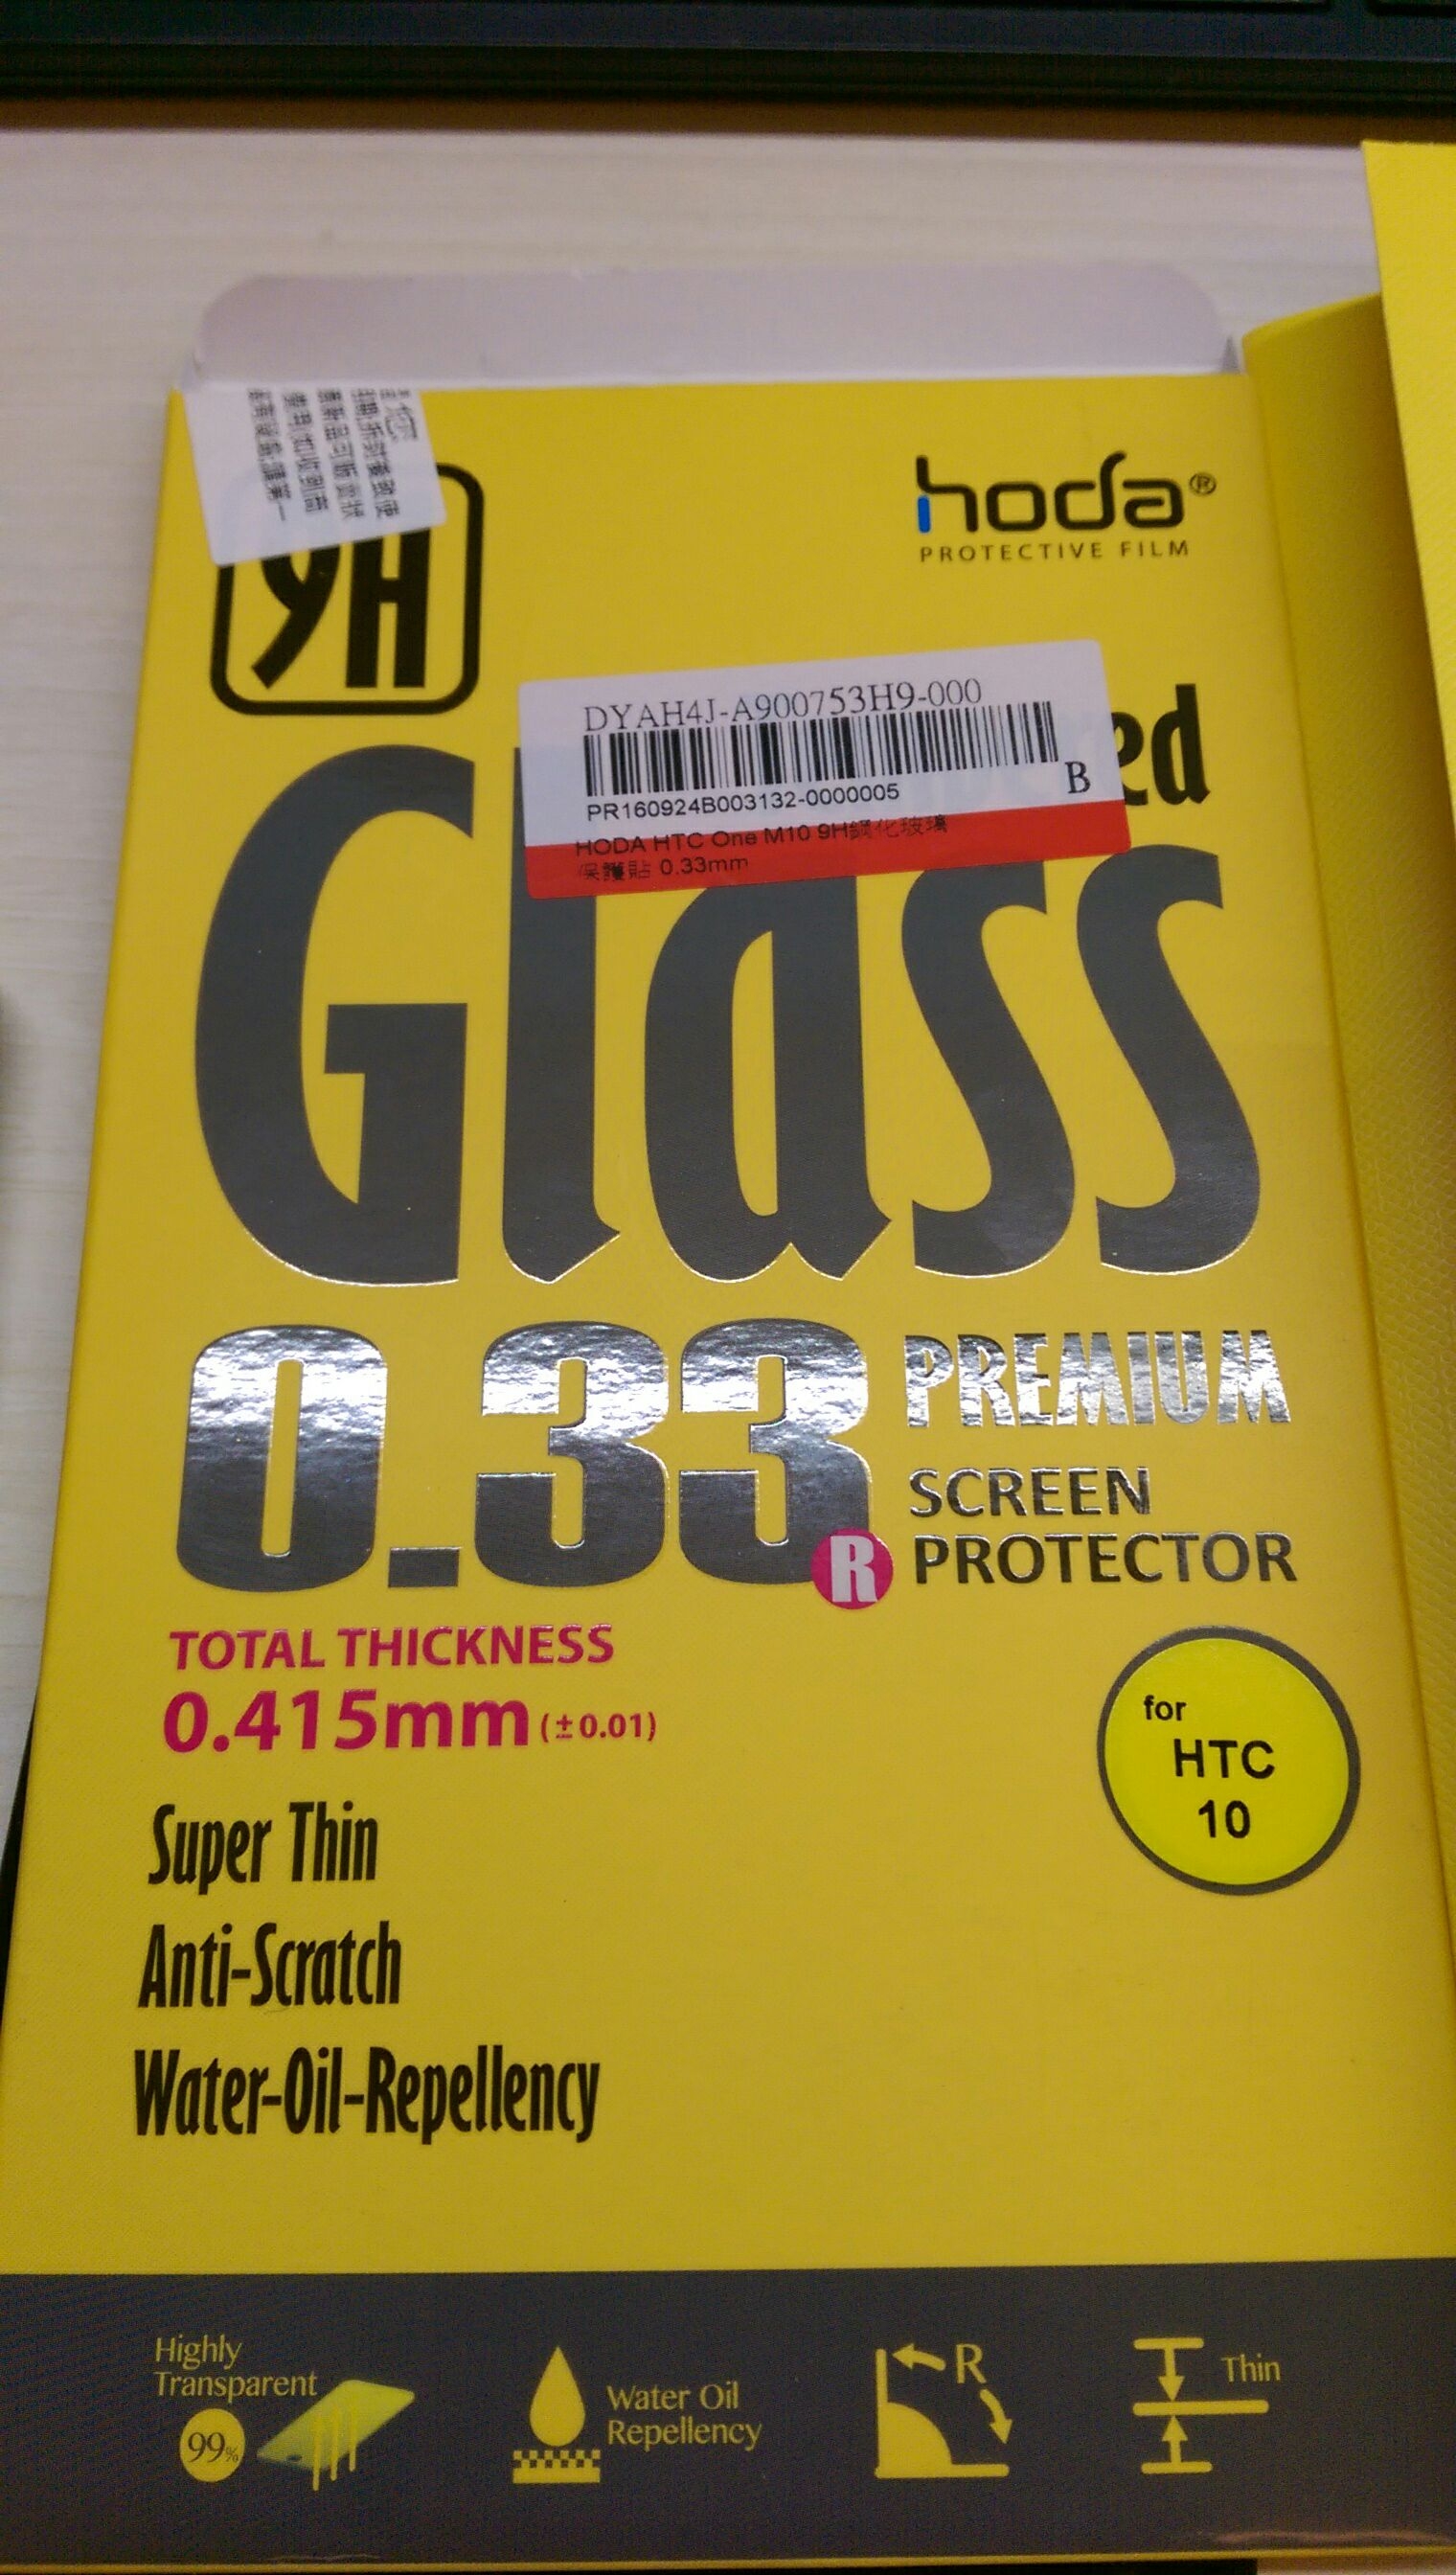 hoda®
PROTECTIVE FILM
9H
DYAH4J-A900753H9-000
B
PR160924B003132-0000005
HODA HTC One M10 9H鋼化玻璃
保護貼 0.33mm
Glass
0.33
R
PREMIUM
SCREEN
PROTECTOR
TOTAL THICKNESS
0.415mm (±0.01)
for
HTC
10
Super Thin
Anti-Scratch
Water-Oil-Repellency
Highly
Transparent
99%
Water Oil
Repellency
R
Thin